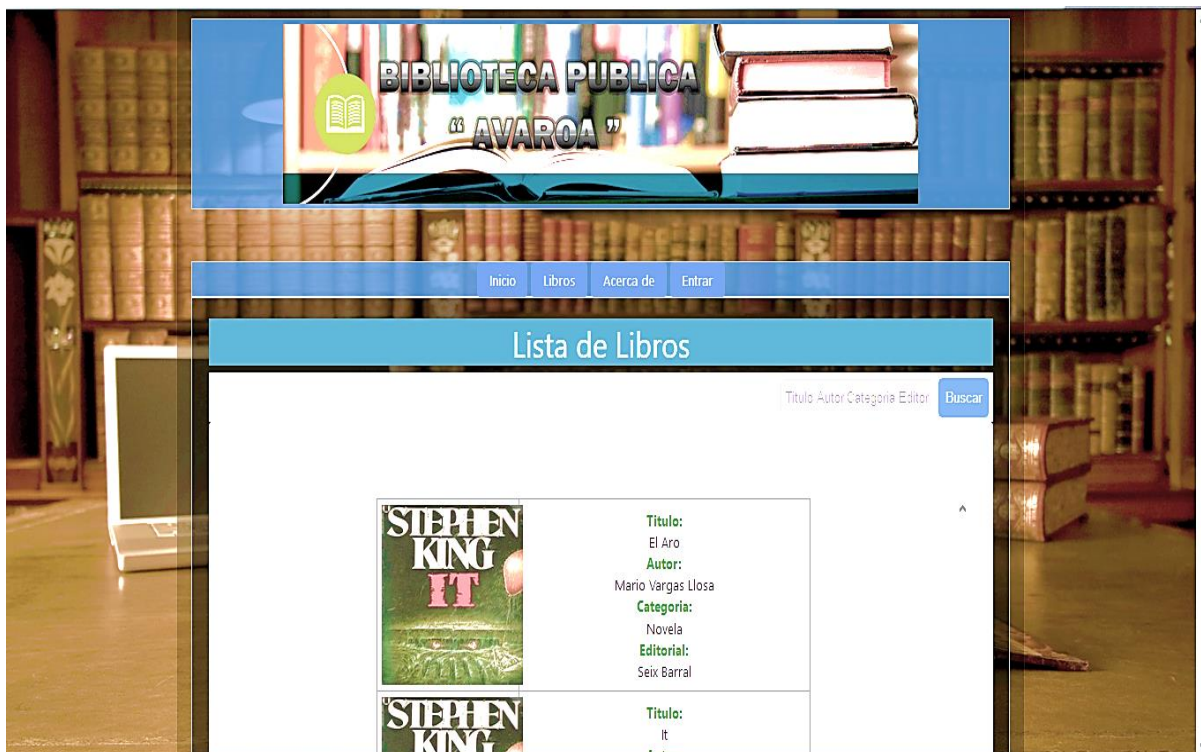 BIBLIOTECA PUBLICA
“ AVAROA ”
Inicio Libros Acerca de Entrar
Lista de Libros
Titulo Autor Categoria Editor Buscar
STEPHEN
KING
IT
Titulo:
El Aro
Autor:
Mario Vargas Llosa
Categoria:
Novela
Editorial:
Seix Barral
STEPHEN
KING
Titulo:
It